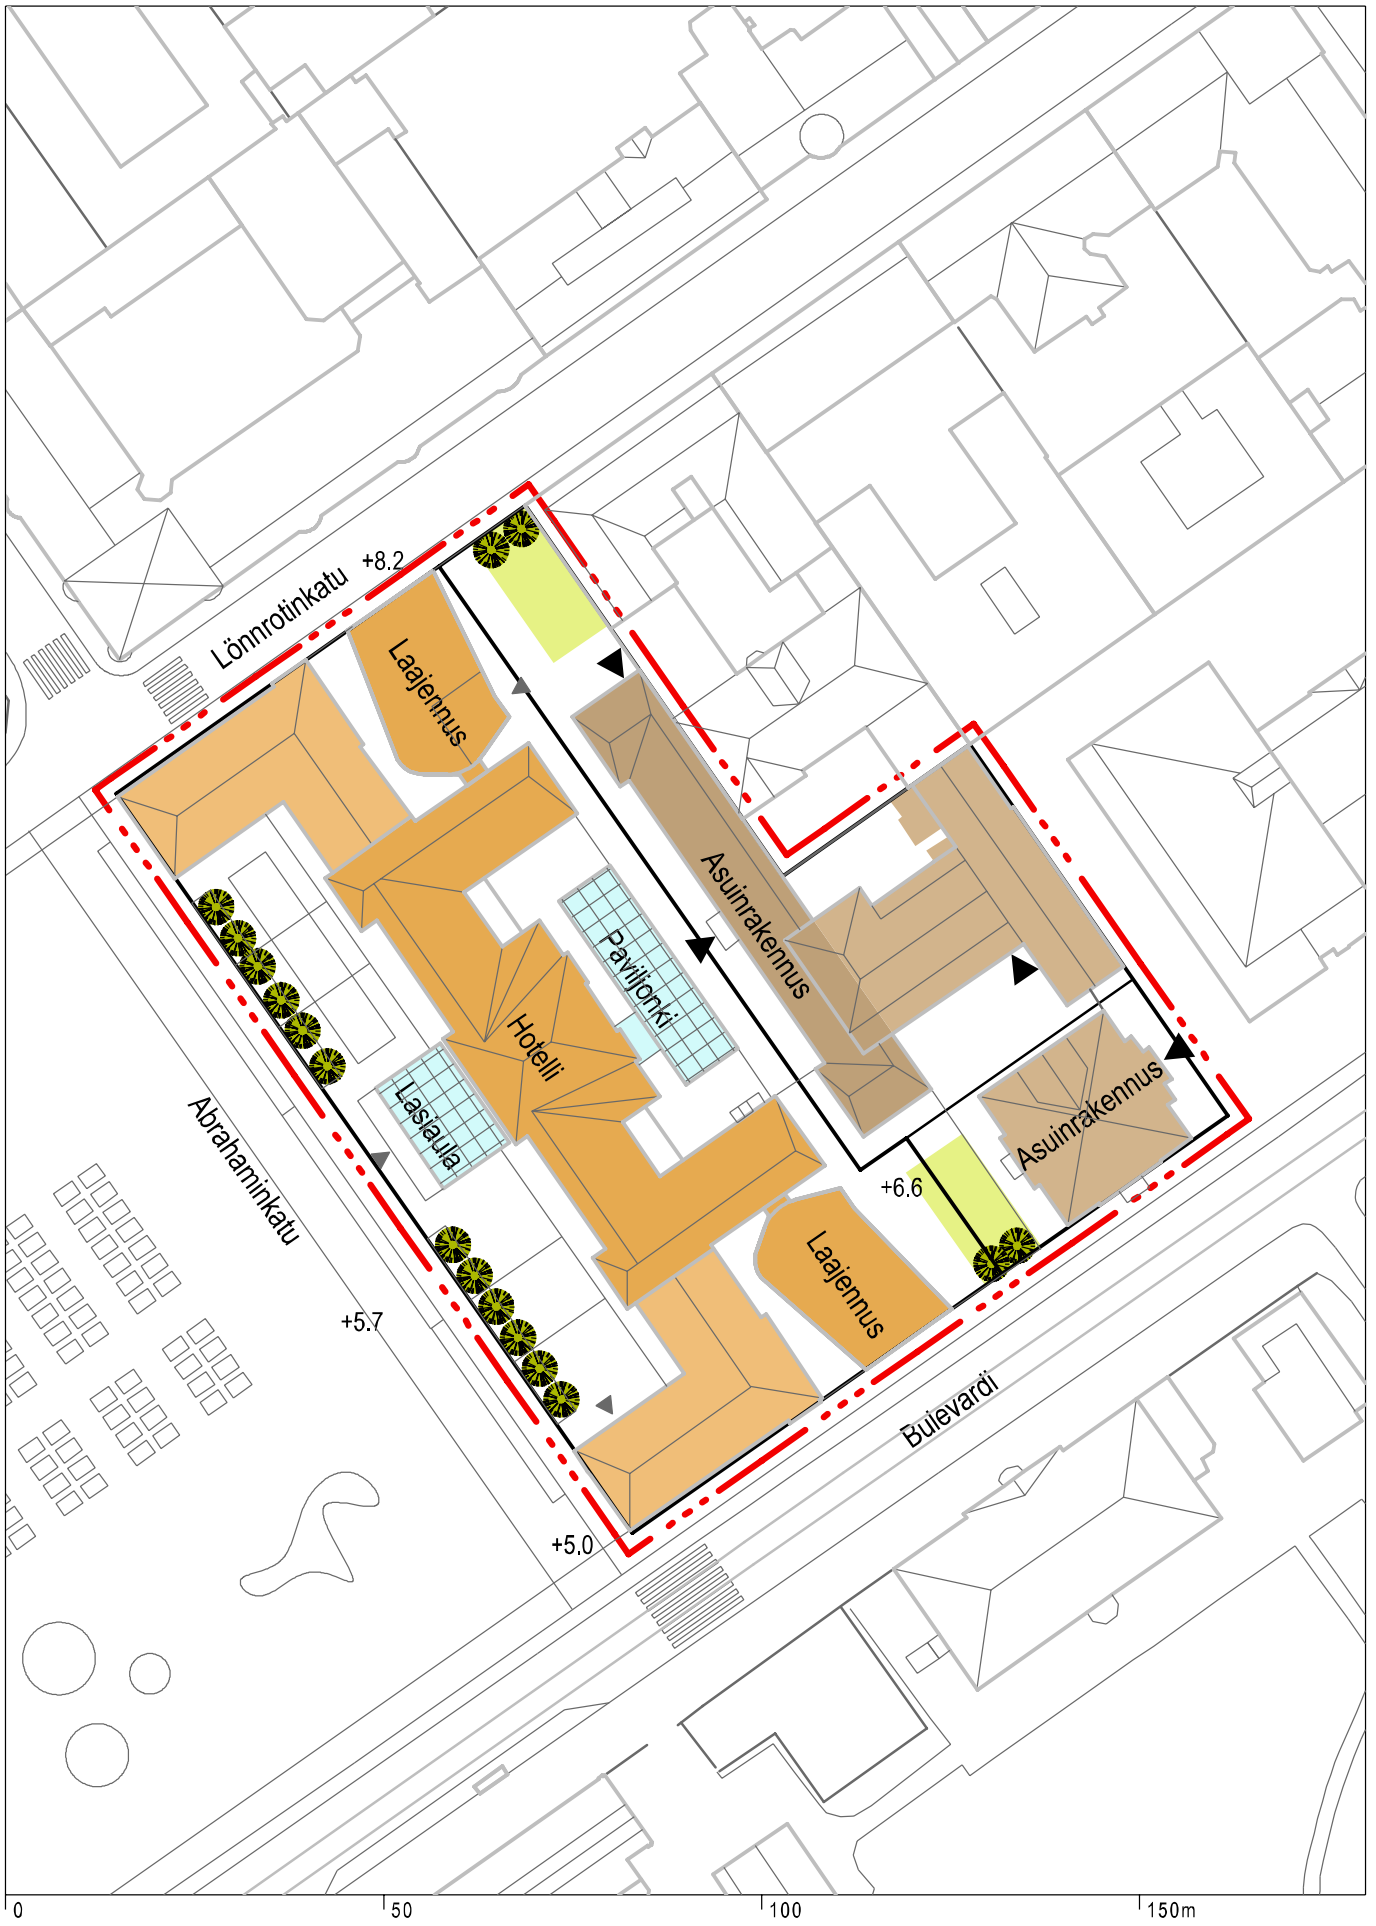 +8.2
Lönnrotinkatu
Laajennus
Asuinrakennus
Paviljonki
Hotelli
Lasiaula
Asuinrakennus
Abrahaminkatu
+6.6
Laajennus
+5.7
Bulevardi
+5.0
0 50 100 150m